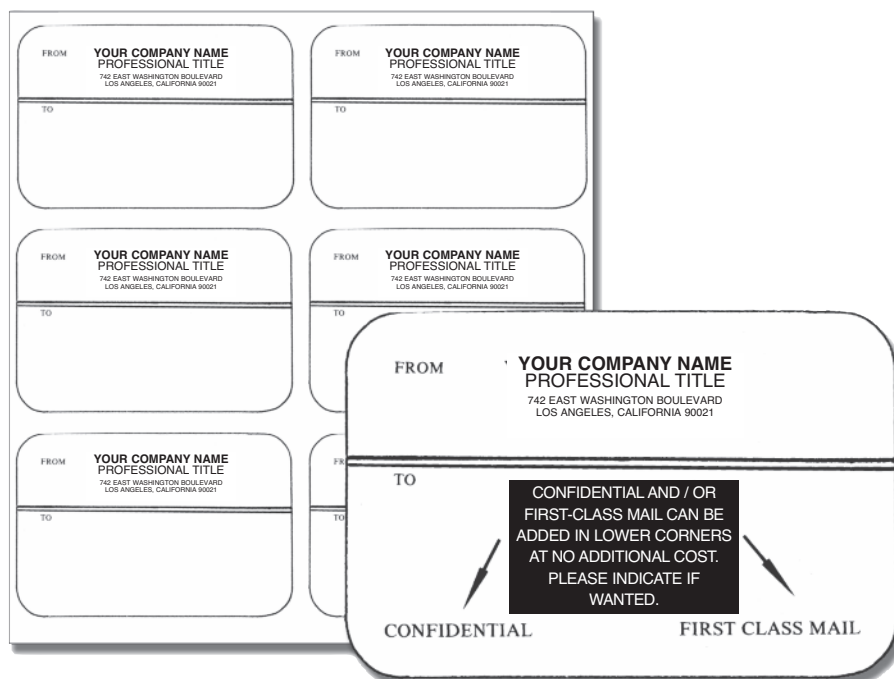 FROM
YOUR COMPANY NAME
PROFESSIONAL TITLE
742 EAST WASHINGTON BOULEVARD
LOS ANGELES, CALIFORNIA 90021
TO
FROM
YOUR COMPANY NAME
PROFESSIONAL TITLE
742 EAST WASHINGTON BOULEVARD
LOS ANGELES, CALIFORNIA 90021
TO
FROM
YOUR COMPANY NAME
PROFESSIONAL TITLE
742 EAST WASHINGTON BOULEVARD
LOS ANGELES, CALIFORNIA 90021
TO
FROM
YOUR COMPANY NAME
PROFESSIONAL TITLE
742 EAST WASHINGTON BOULEVARD
LOS ANGELES, CALIFORNIA 90021
TO
FROM
YOUR COMPANY NAME
PROFESSIONAL TITLE
742 EAST WASHINGTON BOULEVARD
LOS ANGELES, CALIFORNIA 90021
TO
FR
TO
FROM
YOUR COMPANY NAME
PROFESSIONAL TITLE
742 EAST WASHINGTON BOULEVARD
LOS ANGELES, CALIFORNIA 90021
TO
CONFIDENTIAL AND / OR
FIRST-CLASS MAIL CAN BE
ADDED IN LOWER CORNERS
AT NO ADDITIONAL COST.
PLEASE INDICATE IF
WANTED.
CONFIDENTIAL
FIRST CLASS MAIL